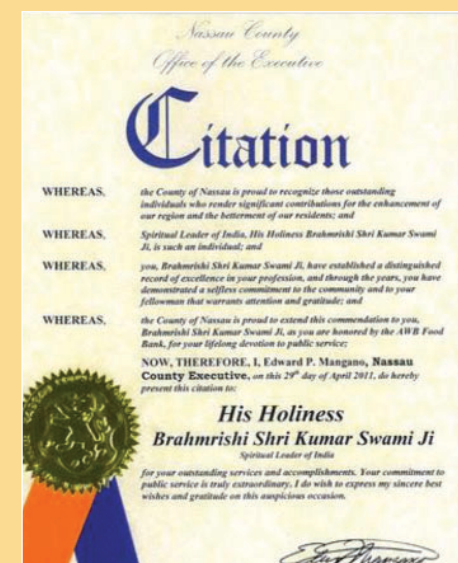 Nassau County
Office of the Executive
Citation
WHEREAS, the County of Nassau is proud to recognize those outstanding
individuals who render significant contributions for the enhancement of
our region and the betterment of our residents; and
WHEREAS, Spiritual Leader of India, His Holiness Brahmrishi Shri Kumar Swami
Ji, is such an individual; and
WHEREAS, you, Brahmrishi Shri Kumar Swami Ji, have established a distinguished
record of excellence in your profession, and through the years, you have
demonstrated a selfless commitment to the community and to your
fellowman that warrants attention and gratitude; and
WHEREAS, the County of Nassau is proud to extend this commendation to you,
Brahmrishi Shri Kumar Swami Ji, as you are honored by the AWB Food
Bank, for your lifelong devotion to public service;
NOW, THEREFORE, I, Edward P. Mangano, Nassau
County Executive, on this 29th day of April 2011, do hereby
present this citation to:
His Holiness
Brahmrishi Shri Kumar Swami Ji
Spiritual Leader of India
for your outstanding services and accomplishments. Your commitment to
public service is truly extraordinary. I do wish to express my sincere best
wishes and gratitude on this auspicious occasion.